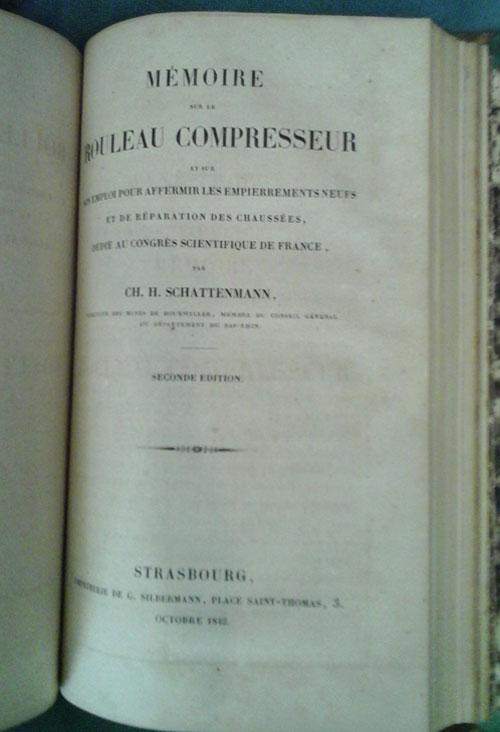 MÉMOIRE
SUR LE
ROULEAU COMPRESSEUR
ET SUR
SON EMPLOI POUR AFFERMIR LES EMPIERREMENTS NEUFS
ET DE RÉPARATION DES CHAUSSÉES,
DÉDIÉ AU CONGRÈS SCIENTIFIQUE DE FRANCE,
PAR
CH. H. SCHATTENMANN,
DIRECTEUR DES MINES DE BOUXWILLER, MEMBRE DU CONSEIL GÉNÉRAL
DU DÉPARTEMENT DU BAS-RHIN.
SECONDE EDITION.
STRASBOURG,
IMPRIMERIE DE G. SILBERMANN, PLACE SAINT-THOMAS, 3.
OCTOBRE 1842.